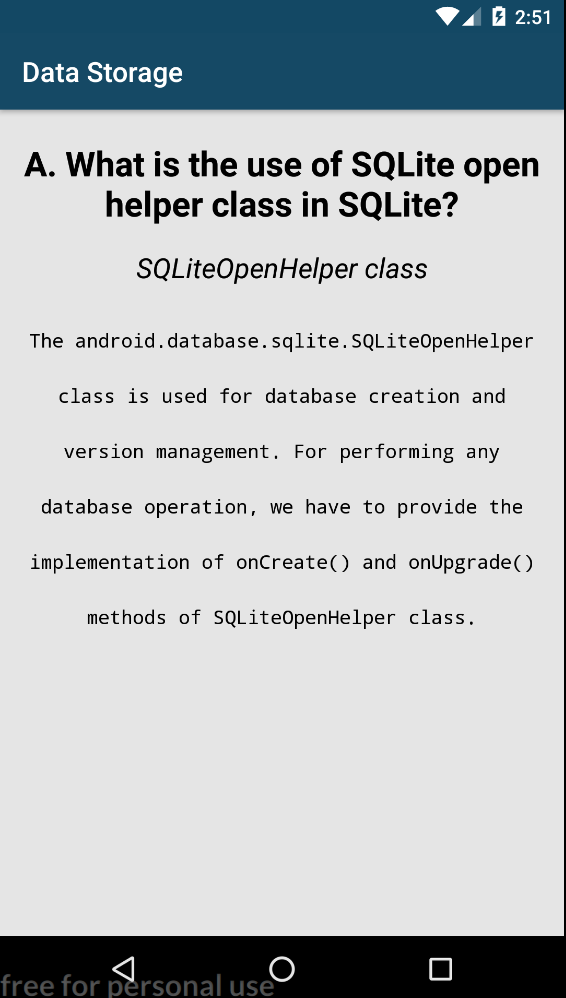 2:51
Data Storage
A. What is the use of SQLite open
helper class in SQLite?
SQLiteOpenHelper class
The android.database.sqlite.SQLiteOpenHelper
class is used for database creation and
version management. For performing any
database operation, we have to provide the
implementation of onCreate() and onUpgrade()
methods of SQLiteOpenHelper class.
free for personal use